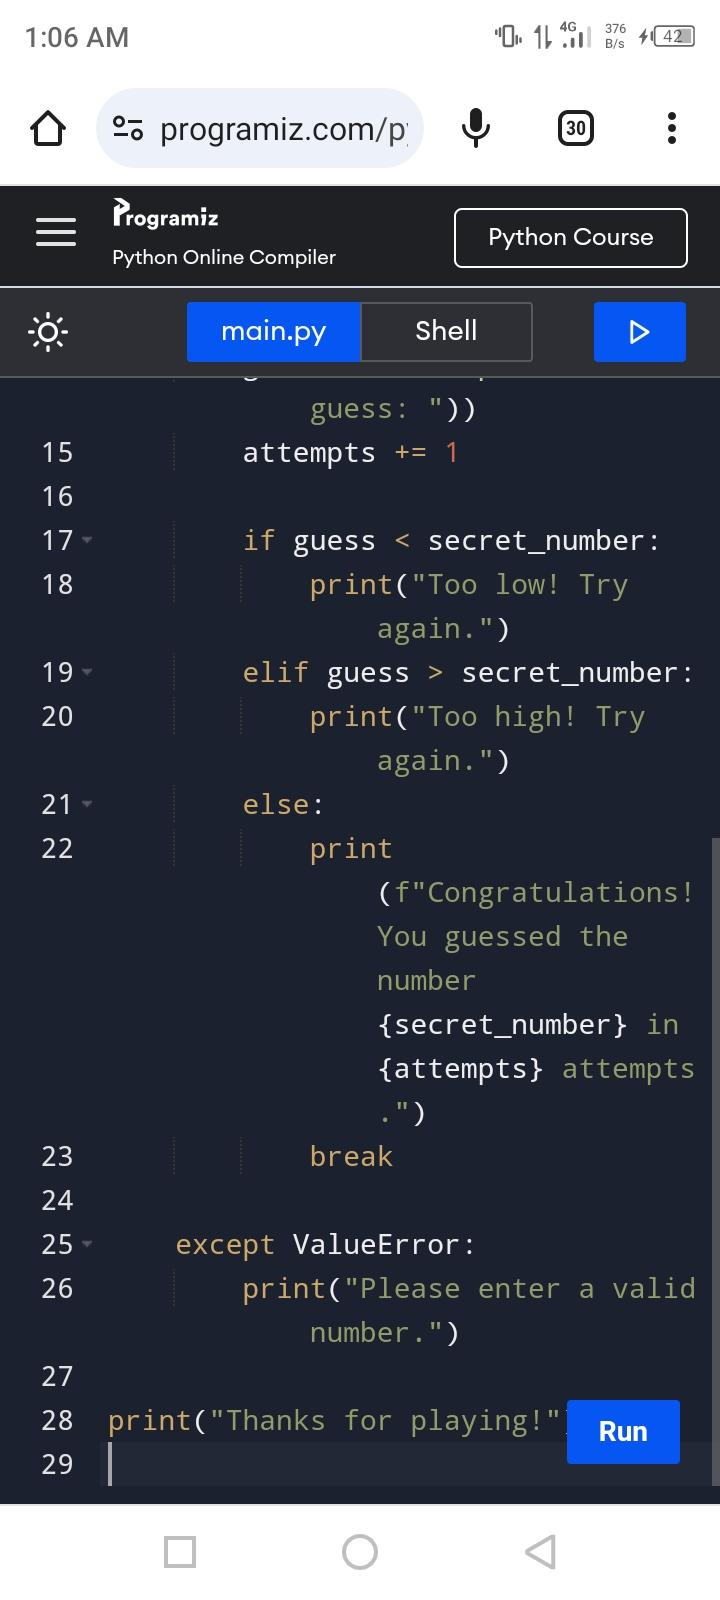 1:06 AM
4G
376
B/s
42
programiz.com/p
30
Programiz
Python Online Compiler
Python Course
main.py
Shell
guess: "))
15 attempts += 1
16
17 if guess < secret_number:
18 print("Too low! Try
again.")
19 elif guess > secret_number:
20 print("Too high! Try
again.")
21 else:
22 print
(f"Congratulations!
You guessed the
number
{secret_number} in
{attempts} attempts
.")
23 break
24
25 except ValueError:
26 print("Please enter a valid
number.")
27
28 print("Thanks for playing!"
Run
29